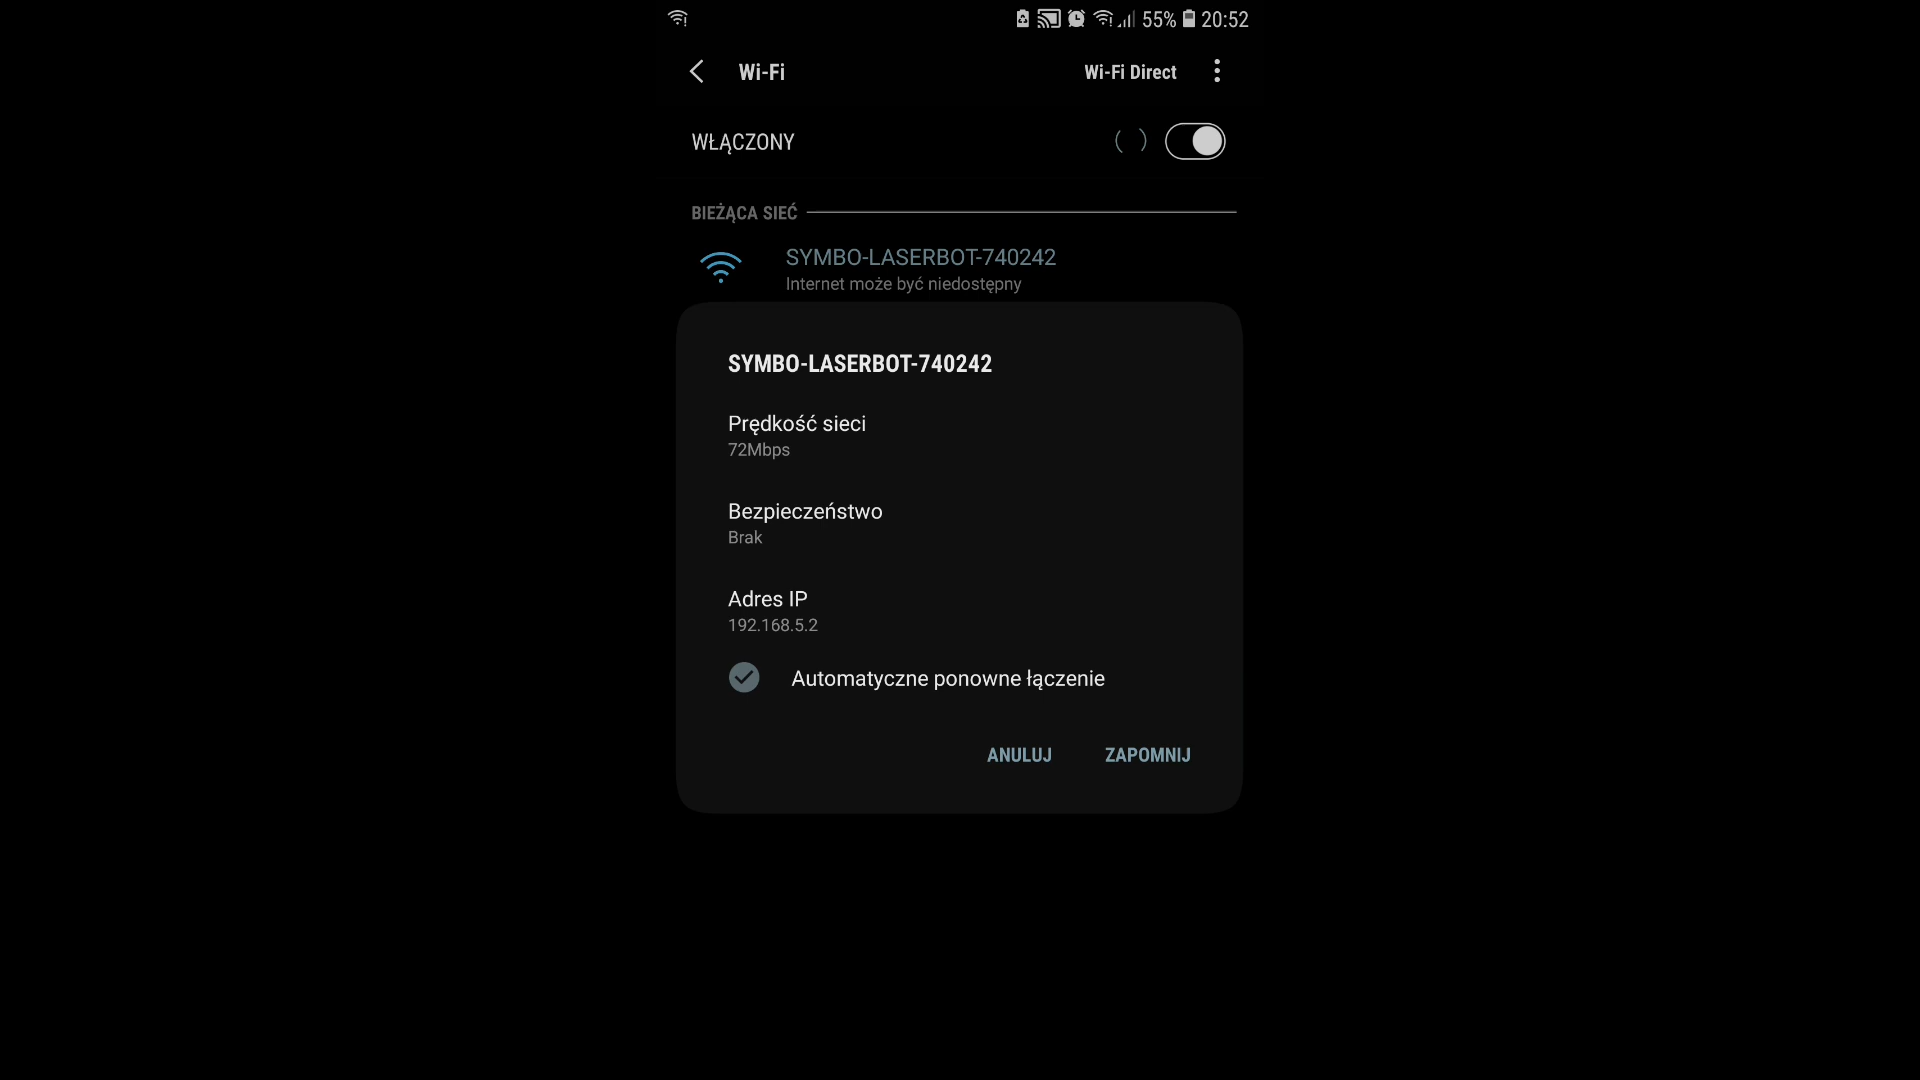 55% 20:52
Wi-Fi
Wi-Fi Direct
WŁĄCZONY
BIEŻĄCA SIEĆ
SYMBO-LASERBOT-740242
Internet może być niedostępny
SYMBO-LASERBOT-740242
Prędkość sieci
72Mbps
Bezpieczeństwo
Brak
Adres IP
192.168.5.2
Automatyczne ponowne łączenie
ANULUJ
ZAPOMNIJ